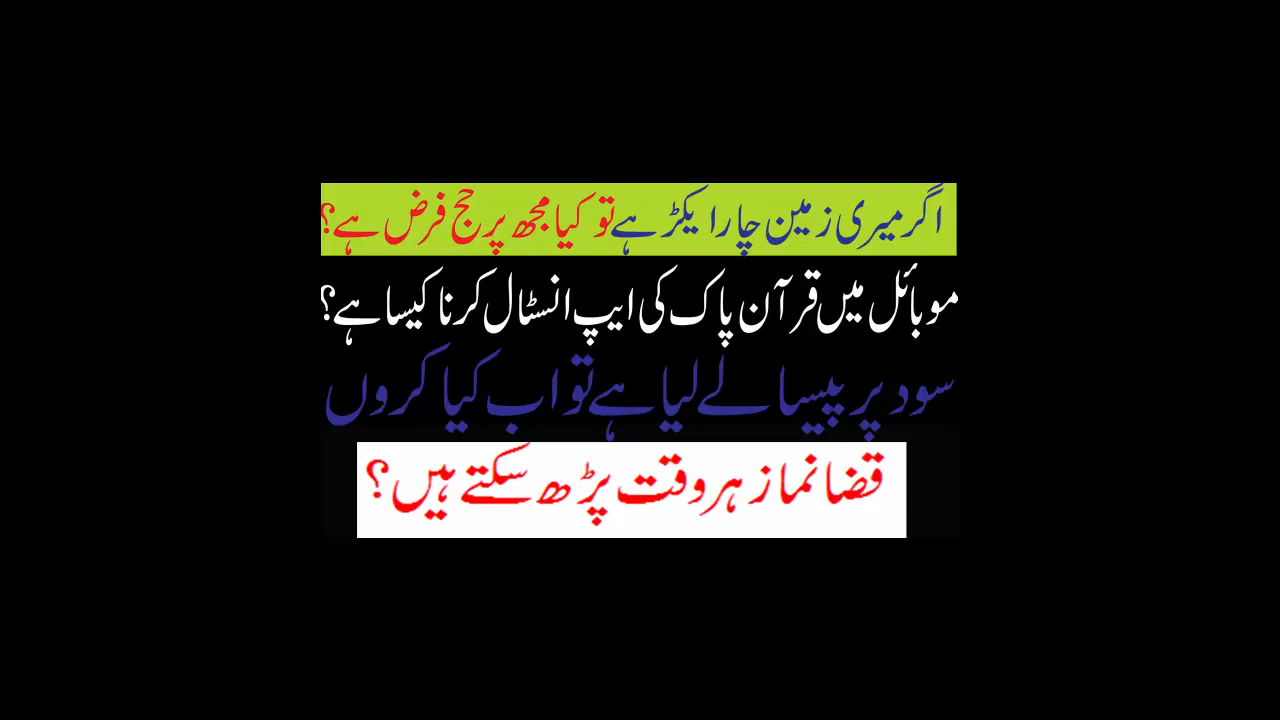 اگر میری زمین چار ایکڑ ہے تو کیا مجھ پر حج فرض ہے؟
موبائل میں قرآن پاک کی ایپ انسٹال کرنا کیسا ہے؟
سود پر پیسا لے لیا ہے تو اب کیا کروں
قضا نماز ہر وقت پڑھ سکتے ہیں؟